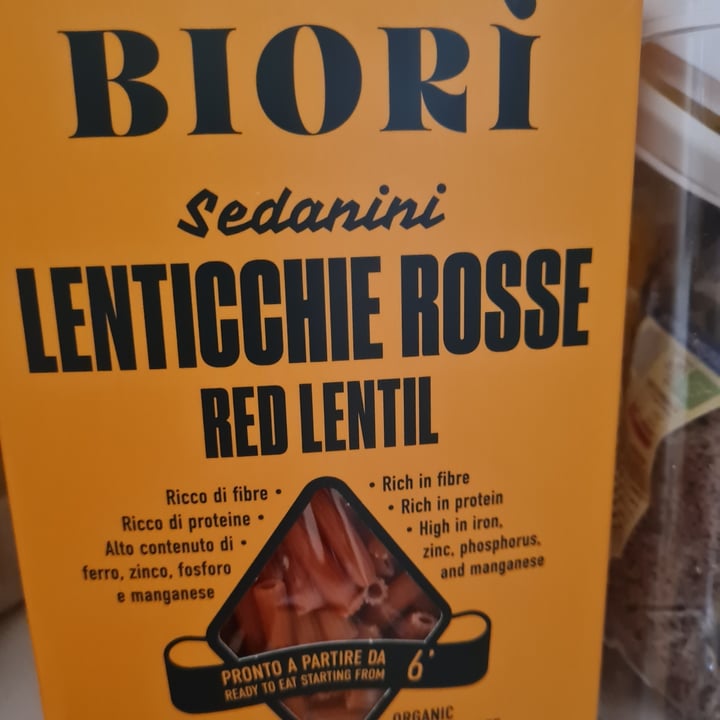 BIORÌ
Sedanini
LENTICCHIE ROSSE
RED LENTIL
Ricco di fibre •
Ricco di proteine •
Alto contenuto di •
ferro, zinco, fosforo
e manganese
• Rich in fibre
• Rich in protein
• High in iron,
zinc, phosphorus,
and manganese
PRONTO A PARTIRE DA
READY TO EAT STARTING FROM
6'
ORGANIC